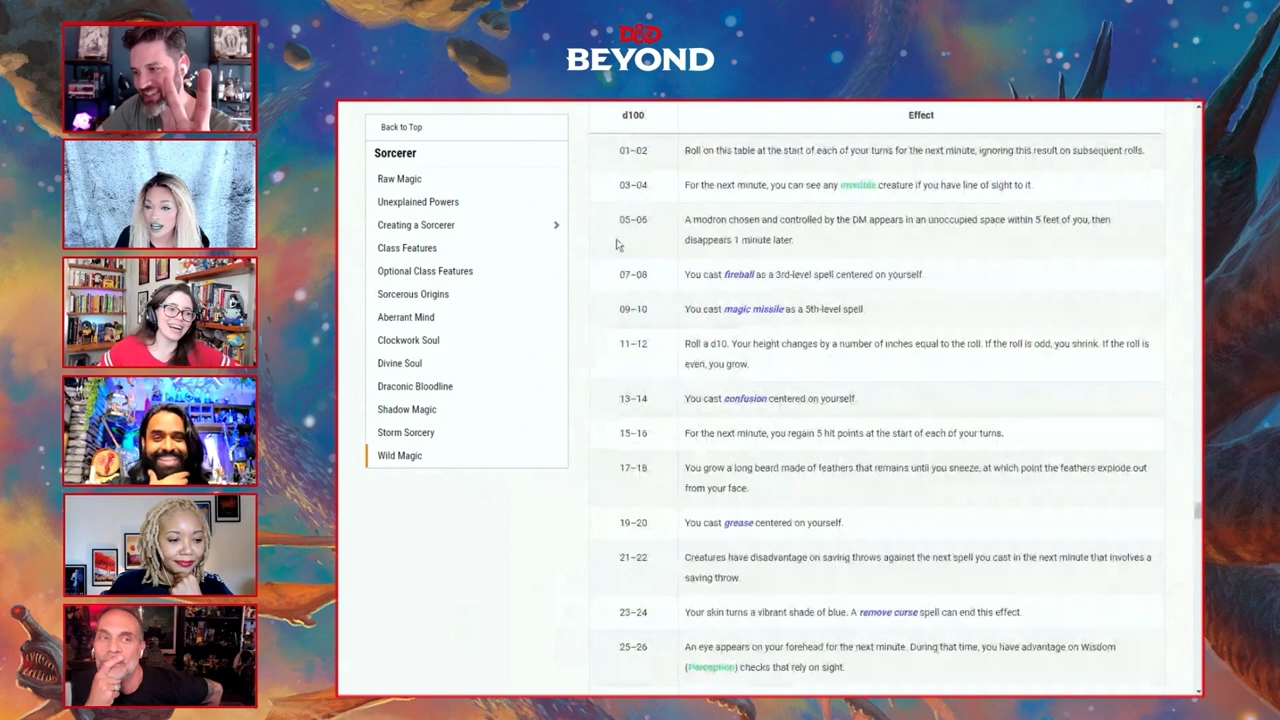 D&D
BEYOND
Back to Top
Sorcerer
Raw Magic
Unexplained Powers
Creating a Sorcerer
Class Features
Optional Class Features
Sorcerous Origins
Aberrant Mind
Clockwork Soul
Divine Soul
Draconic Bloodline
Shadow Magic
Storm Sorcery
Wild Magic
d100 Effect
01–02 Roll on this table at the start of each of your turns for the next minute, ignoring this result on subsequent rolls.
03–04 For the next minute, you can see any invisible creature if you have line of sight to it.
05–06 A modron chosen and controlled by the DM appears in an unoccupied space within 5 feet of you, then
disappears 1 minute later.
07–08 You cast fireball as a 3rd-level spell centered on yourself.
09–10 You cast magic missile as a 5th-level spell.
11–12 Roll a d10. Your height changes by a number of inches equal to the roll. If the roll is odd, you shrink. If the roll is
even, you grow.
13–14 You cast confusion centered on yourself.
15–16 For the next minute, you regain 5 hit points at the start of each of your turns.
17–18 You grow a long beard made of feathers that remains until you sneeze, at which point the feathers explode out
from your face.
19–20 You cast grease centered on yourself.
21–22 Creatures have disadvantage on saving throws against the next spell you cast in the next minute that involves a
saving throw.
23–24 Your skin turns a vibrant shade of blue. A remove curse spell can end this effect.
25–26 An eye appears on your forehead for the next minute. During that time, you have advantage on Wisdom
(Perception) checks that rely on sight.